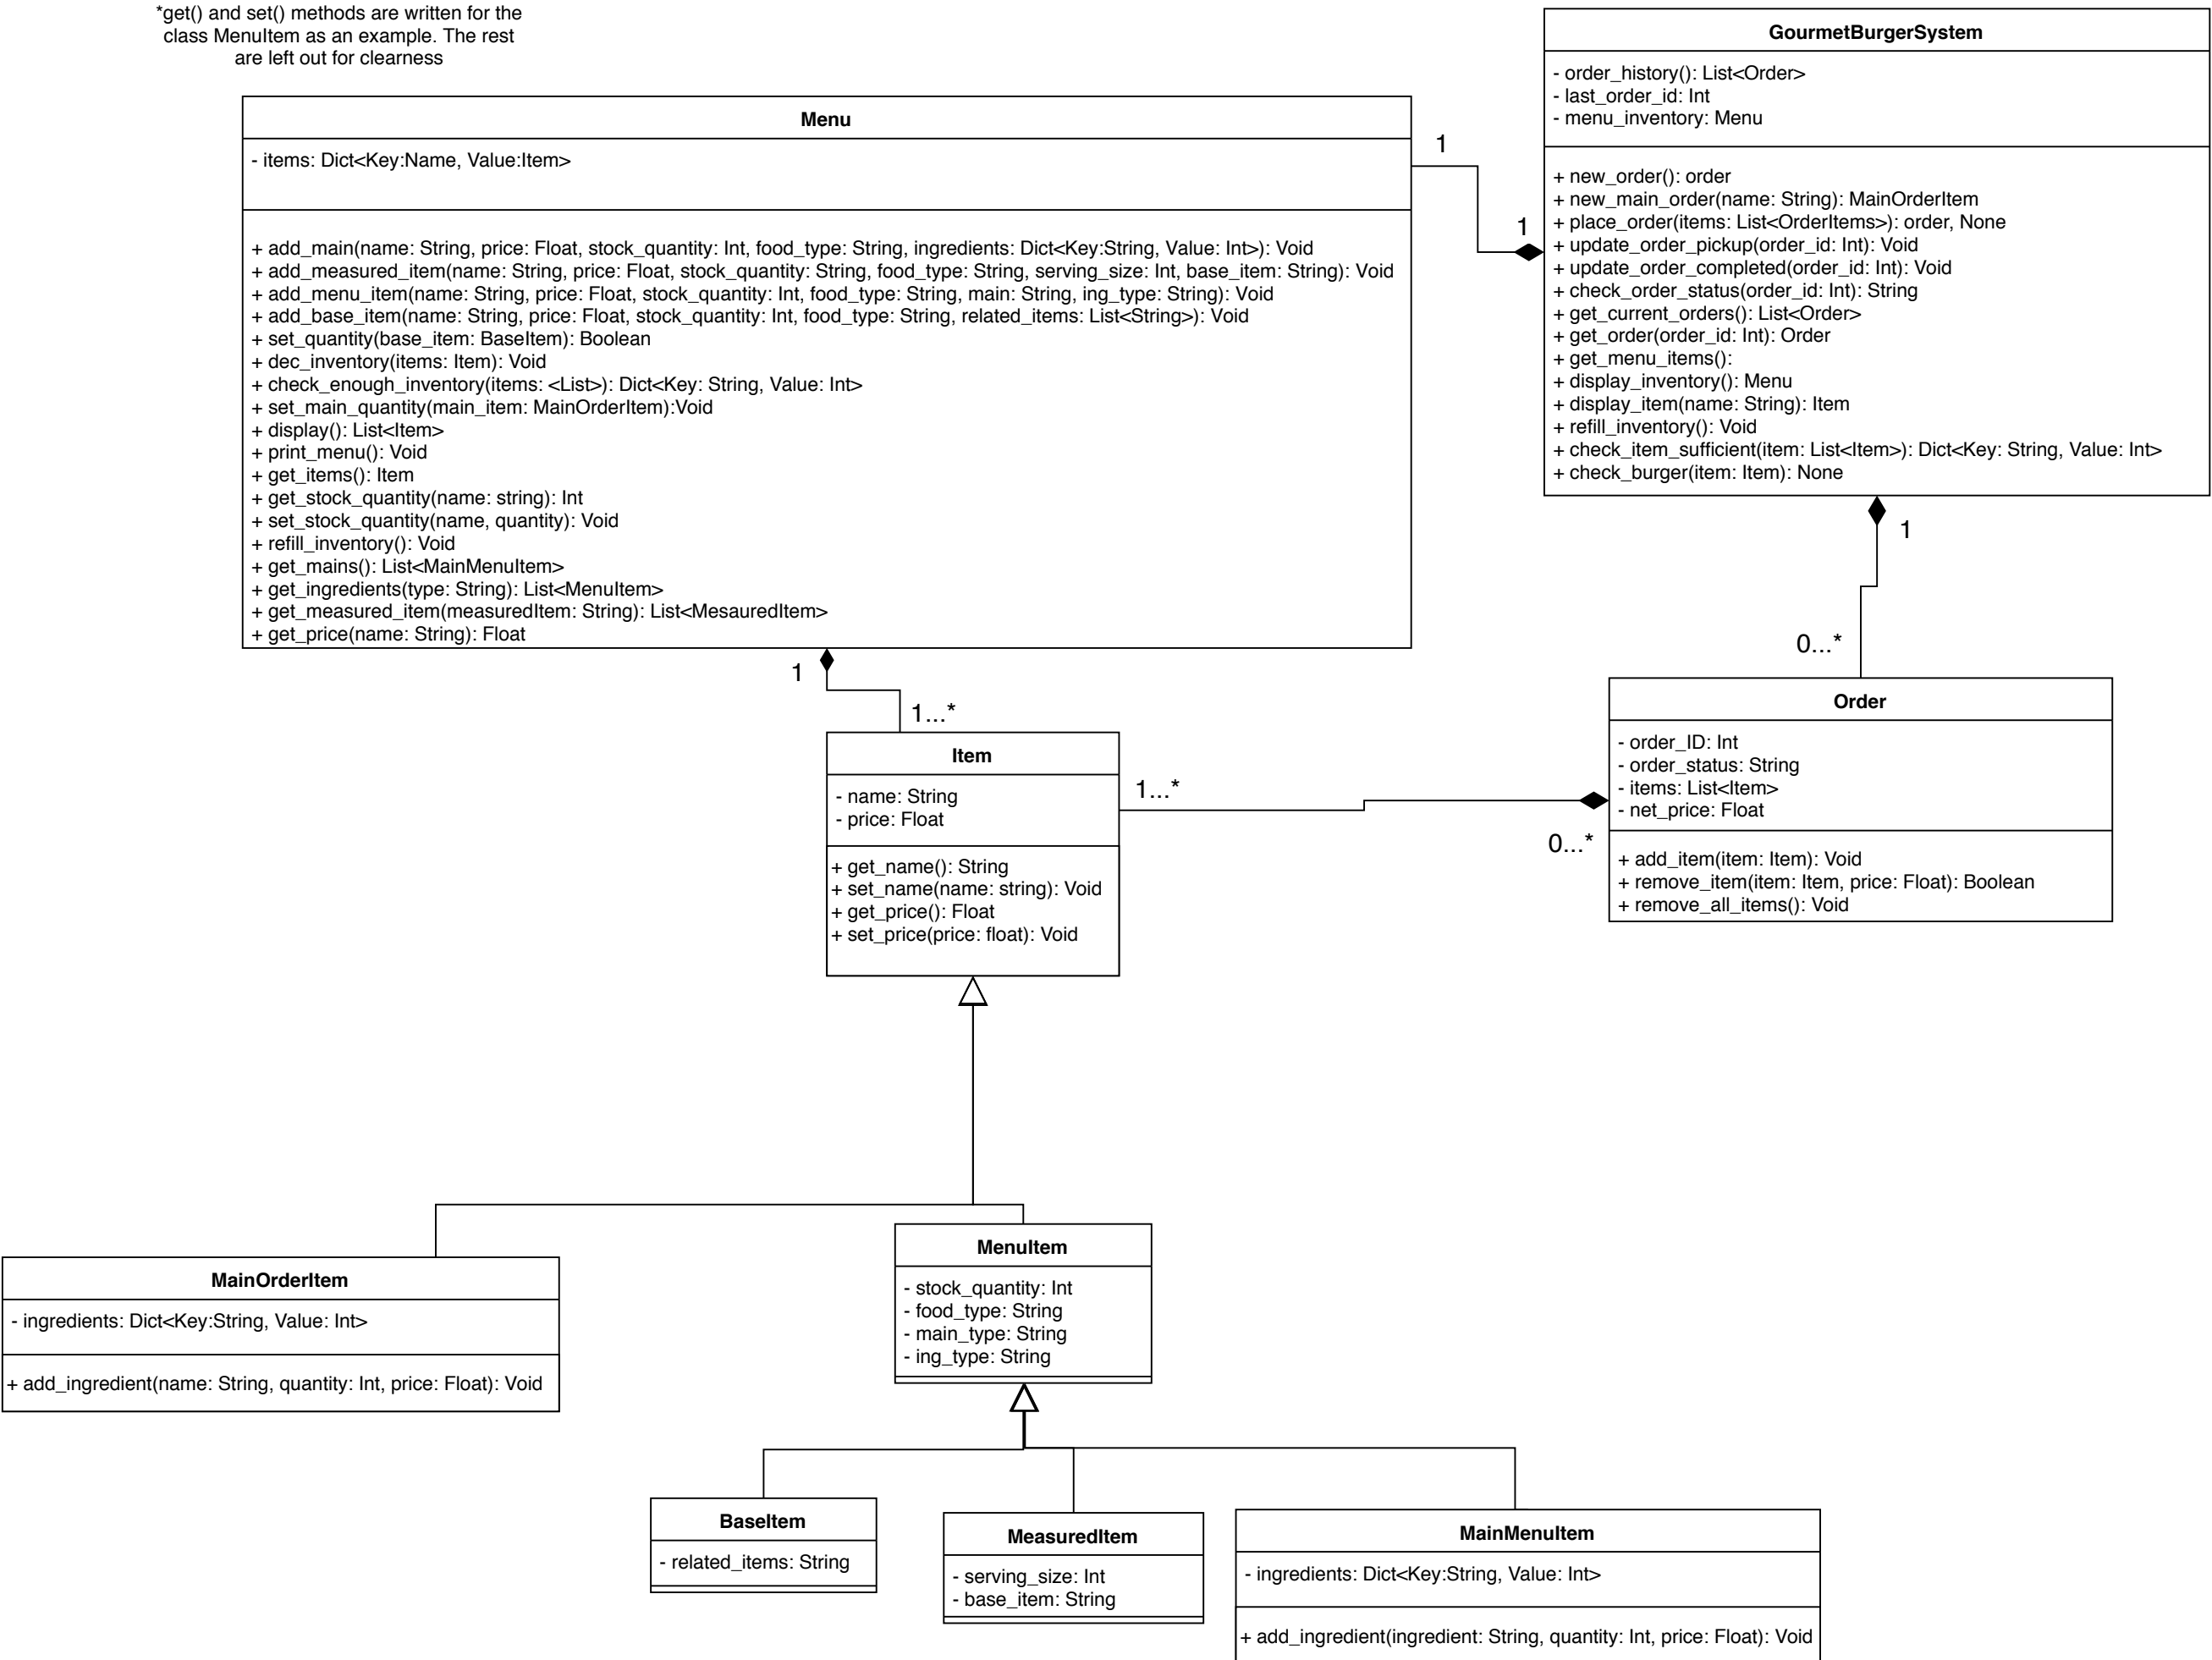 *get() and set() methods are written for the
class MenuItem as an example. The rest
are left out for clearness
GourmetBurgerSystem
- order_history(): List<Order>
- last_order_id: Int
- menu_inventory: Menu
+ new_order(): order
+ new_main_order(name: String): MainOrderItem
+ place_order(items: List<OrderItems>): order, None
+ update_order_pickup(order_id: Int): Void
+ update_order_completed(order_id: Int): Void
+ check_order_status(order_id: Int): String
+ get_current_orders(): List<Order>
+ get_order(order_id: Int): Order
+ get_menu_items():
+ display_inventory(): Menu
+ display_item(name: String): Item
+ refill_inventory(): Void
+ check_item_sufficient(item: List<Item>): Dict<Key: String, Value: Int>
+ check_burger(item: Item): None
Menu
- items: Dict<Key:Name, Value:Item>
+ add_main(name: String, price: Float, stock_quantity: Int, food_type: String, ingredients: Dict<Key:String, Value: Int>): Void
+ add_measured_item(name: String, price: Float, stock_quantity: String, food_type: String, serving_size: Int, base_item: String): Void
+ add_menu_item(name: String, price: Float, stock_quantity: Int, food_type: String, main: String, ing_type: String): Void
+ add_base_item(name: String, price: Float, stock_quantity: Int, food_type: String, related_items: List<String>): Void
+ set_quantity(base_item: BaseItem): Boolean
+ dec_inventory(items: Item): Void
+ check_enough_inventory(items: <List>): Dict<Key: String, Value: Int>
+ set_main_quantity(main_item: MainOrderItem):Void
+ display(): List<Item>
+ print_menu(): Void
+ get_items(): Item
+ get_stock_quantity(name: string): Int
+ set_stock_quantity(name, quantity): Void
+ refill_inventory(): Void
+ get_mains(): List<MainMenuItem>
+ get_ingredients(type: String): List<MenuItem>
+ get_measured_item(measuredItem: String): List<MesauredItem>
+ get_price(name: String): Float
1
1
1
0...*
1
1...*
Item
- name: String
- price: Float
+ get_name(): String
+ set_name(name: string): Void
+ get_price(): Float
+ set_price(price: float): Void
1...*
0...*
Order
- order_ID: Int
- order_status: String
- items: List<Item>
- net_price: Float
+ add_item(item: Item): Void
+ remove_item(item: Item, price: Float): Boolean
+ remove_all_items(): Void
MainOrderItem
- ingredients: Dict<Key:String, Value: Int>
+ add_ingredient(name: String, quantity: Int, price: Float): Void
MenuItem
- stock_quantity: Int
- food_type: String
- main_type: String
- ing_type: String
BaseItem
- related_items: String
MeasuredItem
- serving_size: Int
- base_item: String
MainMenuItem
- ingredients: Dict<Key:String, Value: Int>
+ add_ingredient(ingredient: String, quantity: Int, price: Float): Void